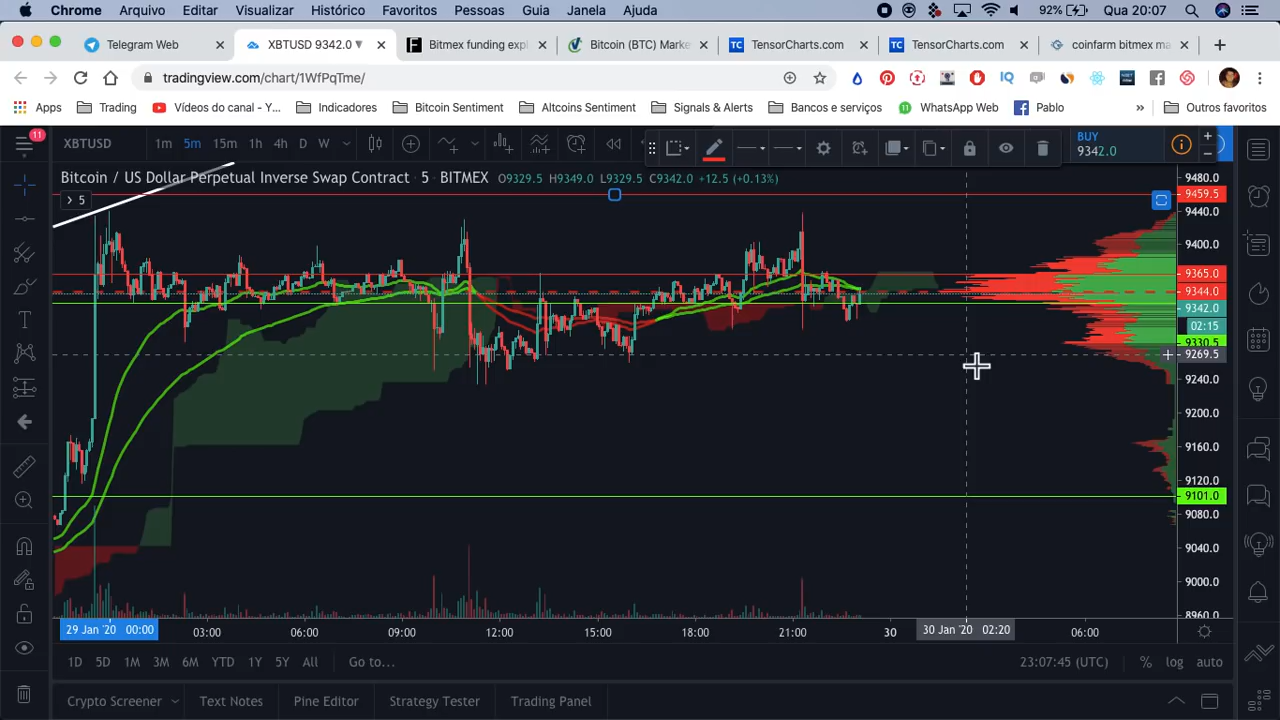 Chrome Arquivo Editar Visualizar Histórico Favoritos Pessoas Guia Janela Ajuda 92% Qua 20:07
Telegram Web XBTUSD 9342.0 ▼ Bitmex funding expl Bitcoin (BTC) Marke TensorCharts.com TensorCharts.com coinfarm bitmex ma
tradingview.com/chart/1WfPqTme/
Apps Trading Vídeos do canal - Y... Indicadores Bitcoin Sentiment Altcoins Sentiment Signals & Alerts Bancos e serviços WhatsApp Web Pablo » Outros favoritos
11
XBTUSD 1m 5m 15m 1h 4h D W
BUY
9342.0
Bitcoin / US Dollar Perpetual Inverse Swap Contract · 5 · BITMEX O9329.5 H9349.0 L9329.5 C9342.0 +12.5 (+0.13%)
> 5
9480.0
9459.5
9440.0
9400.0
9365.0
9344.0
9342.0
02:15
9330.5
9269.5
9240.0
9200.0
9160.0
9120.0
9101.0
9080.0
9040.0
9000.0
8960.0
29 Jan '20 00:00 03:00 06:00 09:00 12:00 15:00 18:00 21:00 30 30 Jan '20 02:20 06:00
1D 5D 1M 3M 6M YTD 1Y 5Y All Go to... 23:07:45 (UTC) % log auto
Crypto Screener Text Notes Pine Editor Strategy Tester Trading Panel